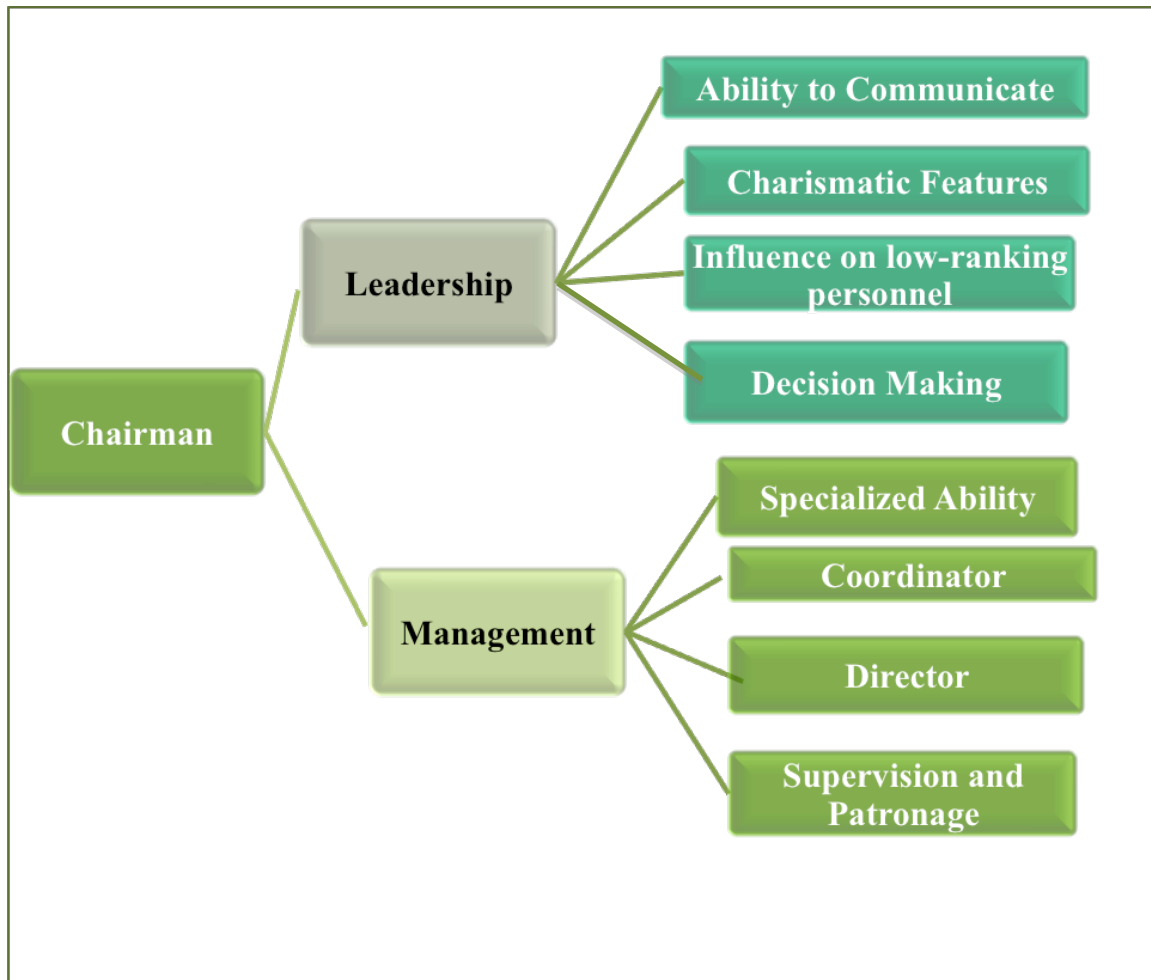 Ability to Communicate
Charismatic Features
Influence on low-ranking
personnel
Leadership
Decision Making
Chairman
Specialized Ability
Coordinator
Management
Director
Supervision and
Patronage